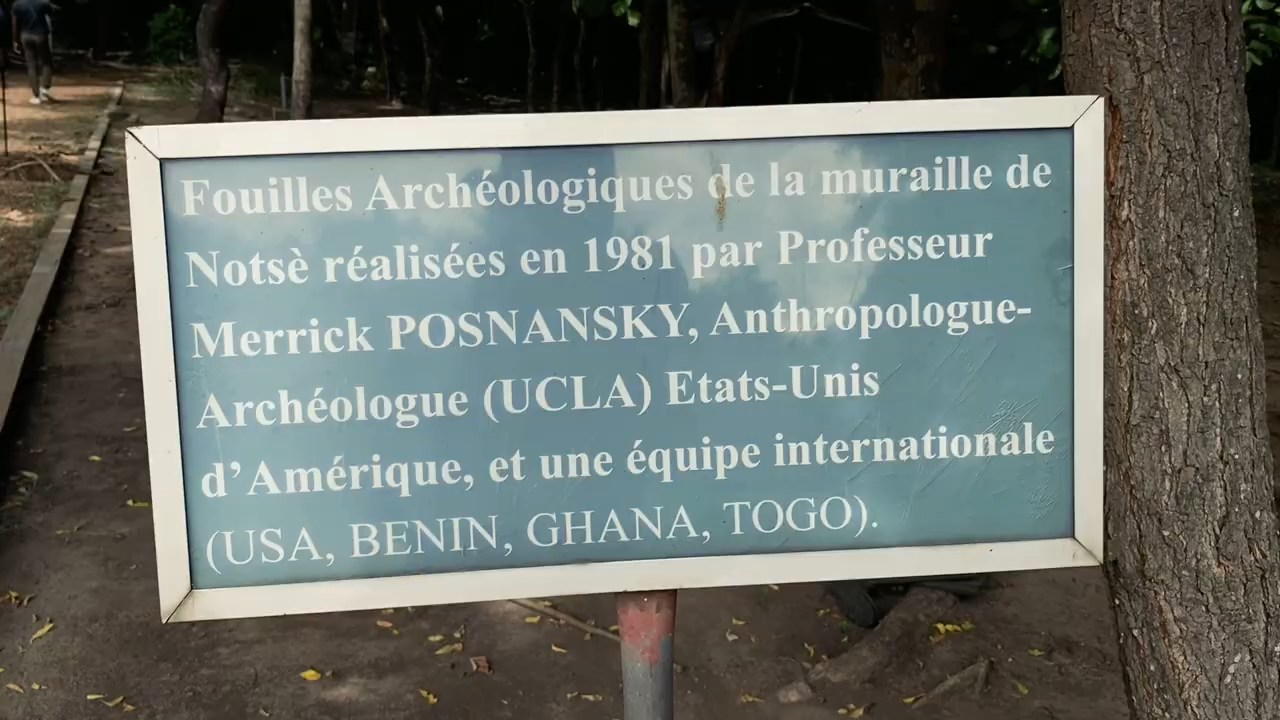 Fouilles Archéologiques de la muraille de
Notsè réalisées en 1981 par Professeur
Merrick POSNANSKY, Anthropologue-
Archéologue (UCLA) Etats-Unis
d’Amérique, et une équipe internationale
(USA, BENIN, GHANA, TOGO).